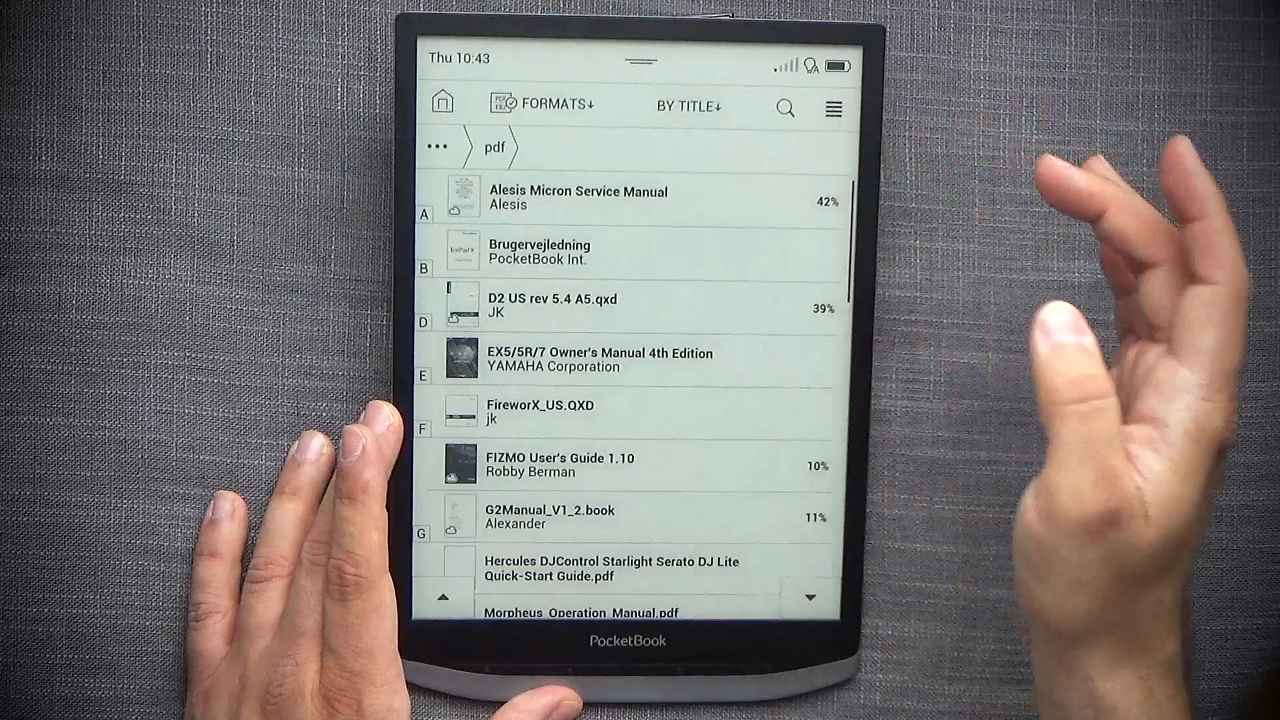 Thu 10:43
FORMATS↓
BY TITLE↓
pdf
Alesis Micron Service Manual
Alesis
42%
A
Brugervejledning
PocketBook Int.
B
D2 US rev 5.4 A5.qxd
JK
39%
D
EX5/5R/7 Owner's Manual 4th Edition
YAMAHA Corporation
E
FireworX_US.QXD
jk
F
FIZMO User's Guide 1.10
Robby Berman
10%
G2Manual_V1_2.book
Alexander
11%
G
Hercules DJControl Starlight Serato DJ Lite
Quick-Start Guide.pdf
Morpheus_Operation_Manual.pdf
PocketBook